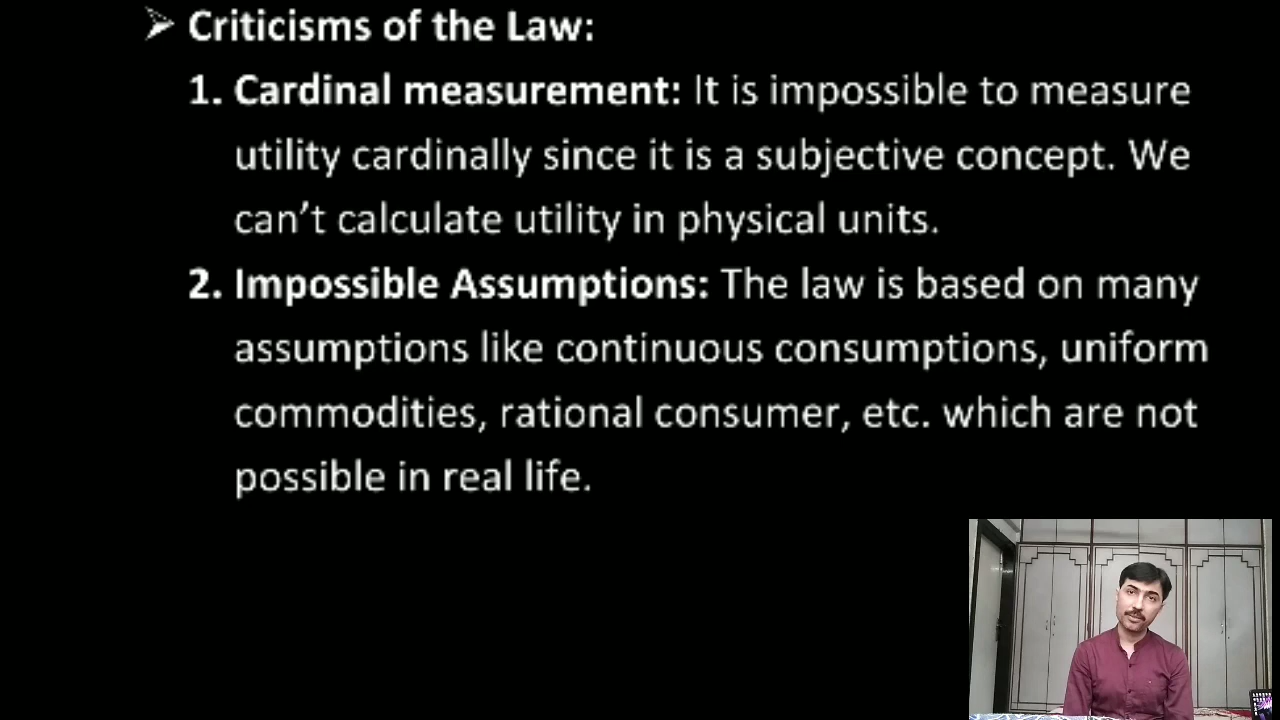 ➢ Criticisms of the Law:
1. Cardinal measurement: It is impossible to measure
utility cardinally since it is a subjective concept. We
can't calculate utility in physical units.
2. Impossible Assumptions: The law is based on many
assumptions like continuous consumptions, uniform
commodities, rational consumer, etc. which are not
possible in real life.